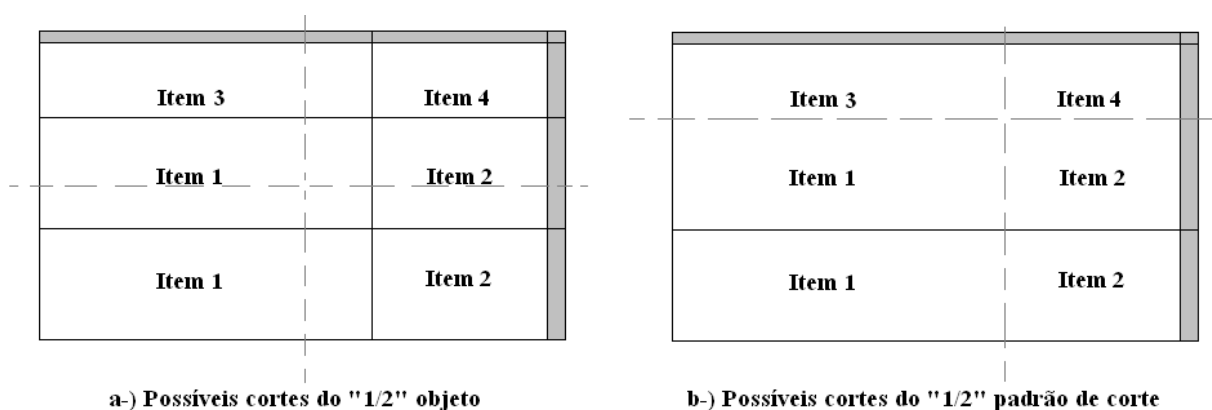 Item 3 Item 4
Item 1 Item 2
Item 1 Item 2
a-) Possíveis cortes do "1/2" objeto
Item 3 Item 4
Item 1 Item 2
Item 1 Item 2
b-) Possíveis cortes do "1/2" padrão de corte